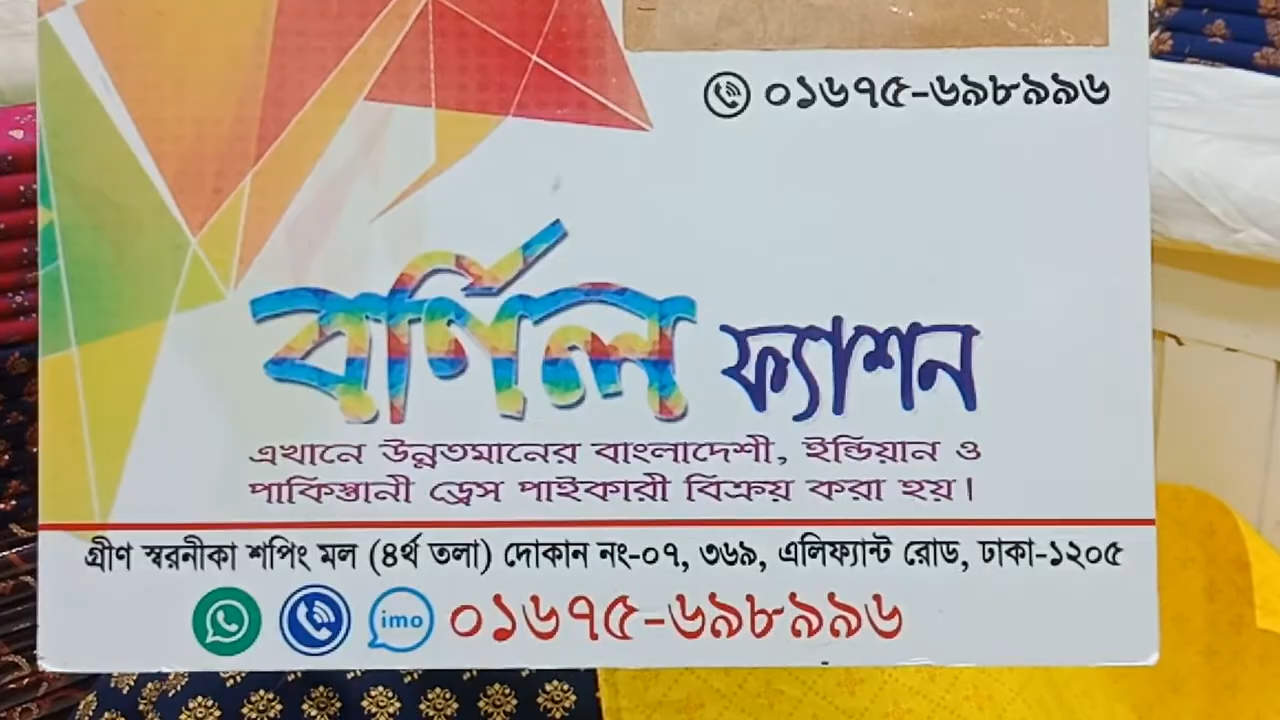 ০১৬৭৫-৬৯৮৯৯৬
বর্ণিল ফ্যাশন
এখানে উন্নতমানের বাংলাদেশী, ইন্ডিয়ান ও
পাকিস্তানী ড্রেস পাইকারী বিক্রয় করা হয়।
গ্রীণ স্বরনীকা শপিং মল (৪র্থ তলা) দোকান নং-০৭, ৩৬৯, এলিফ্যান্ট রোড, ঢাকা-১২০৫
imo ০১৬৭৫-৬৯৮৯৯৬